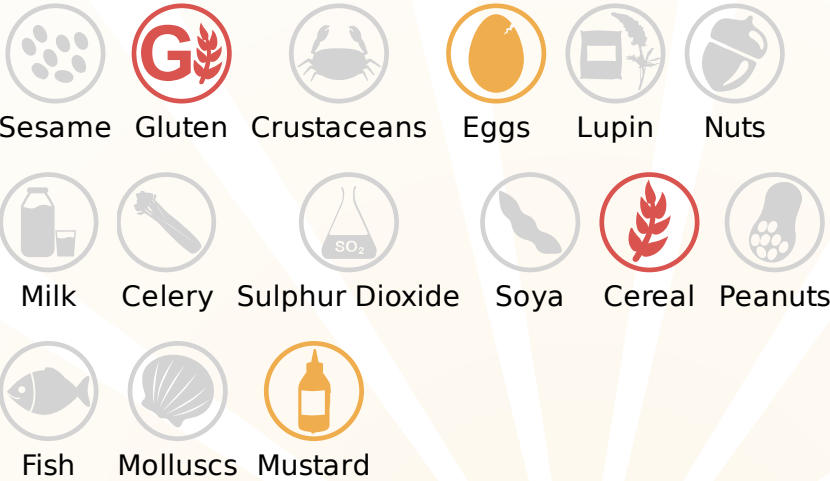 G
Sesame Gluten Crustaceans Eggs Lupin Nuts
SO₂
Milk Celery Sulphur Dioxide Soya Cereal Peanuts
Fish Molluscs Mustard